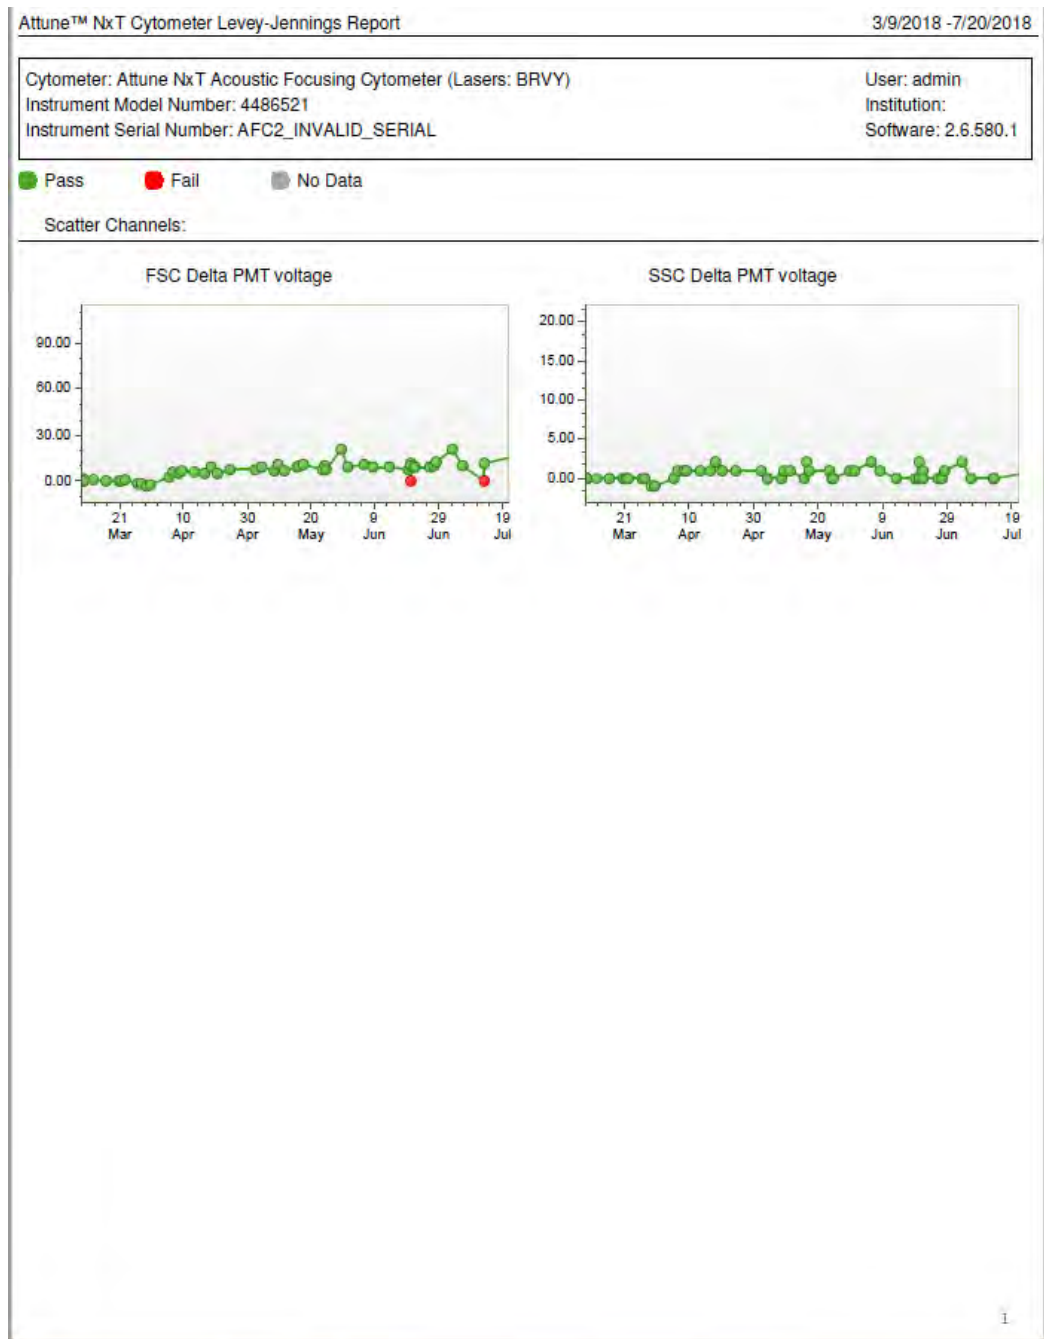 Attune™ NxT Cytometer Levey-Jennings Report 3/9/2018 -7/20/2018
Cytometer: Attune NxT Acoustic Focusing Cytometer (Lasers: BRVY) User: admin
Instrument Model Number: 4486521 Institution:
Instrument Serial Number: AFC2_INVALID_SERIAL Software: 2.6.580.1
Pass Fail No Data
Scatter Channels:
FSC Delta PMT voltage
90.00
60.00
30.00
0.00
21 10 30 20 9 29 19
Mar Apr Apr May Jun Jun Jul
SSC Delta PMT voltage
20.00
15.00
10.00
5.00
0.00
21 10 30 20 9 29 19
Mar Apr Apr May Jun Jun Jul
1